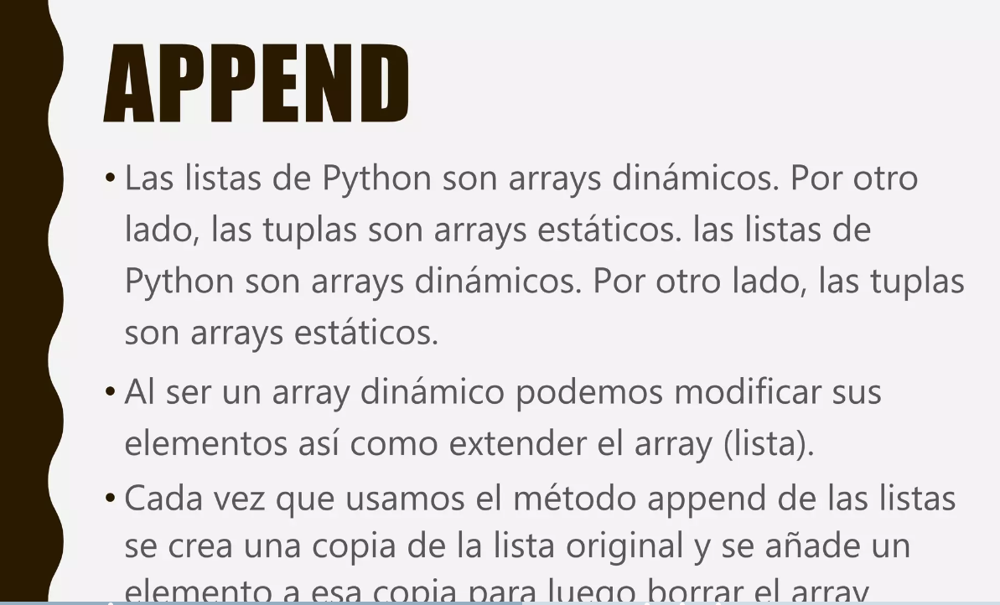 APPEND
• Las listas de Python son arrays dinámicos. Por otro
lado, las tuplas son arrays estáticos. las listas de
Python son arrays dinámicos. Por otro lado, las tuplas
son arrays estáticos.
• Al ser un array dinámico podemos modificar sus
elementos así como extender el array (lista).
• Cada vez que usamos el método append de las listas
se crea una copia de la lista original y se añade un
elemento a esa copia para luego borrar el array